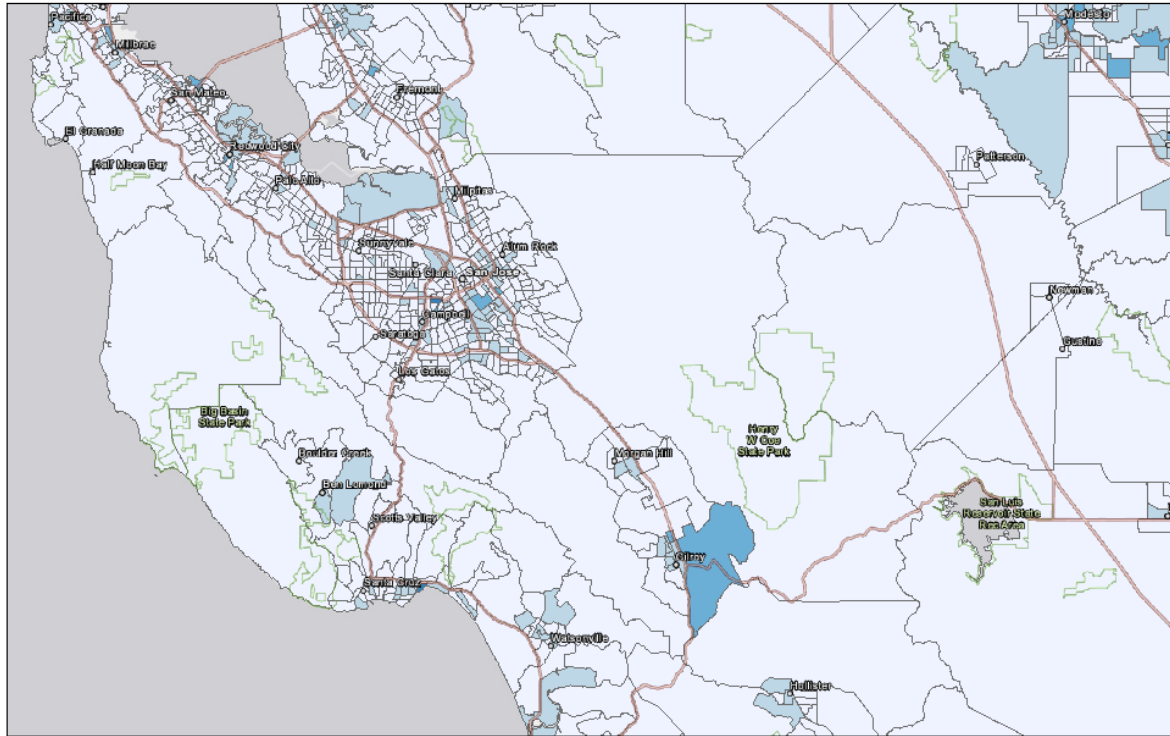 Pacifica
Modesto
Millbrae
San Mateo
Fremont
El Granada
Redwood City
Half Moon Bay
Patterson
Palo Alto
Milpitas
Sunnyvale
Alum Rock
Santa Clara
San Jose
Newman
Campbell
Saratoga
Gustine
Los Gatos
Big Basin
State Park
Henry
W Coe
State Park
Boulder Creek
Morgan Hill
Ben Lomond
San Luis
Reservoir State
Rec Area
Scotts Valley
Gilroy
Santa Cruz
Watsonville
Hollister